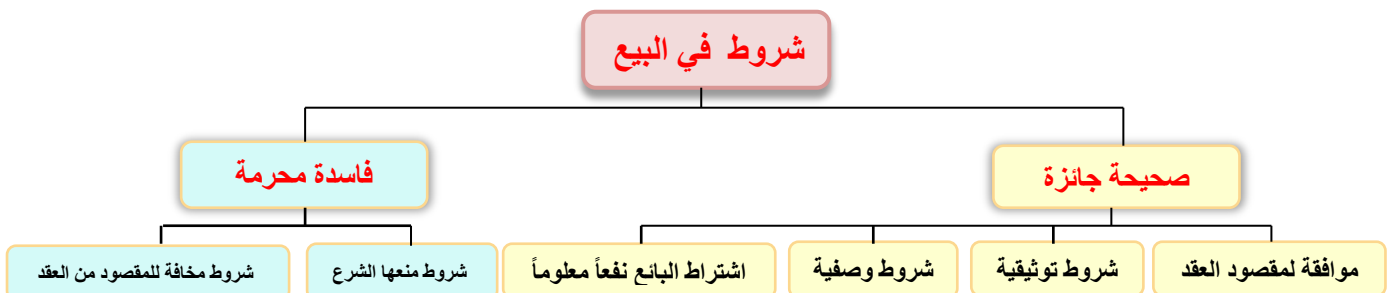 شروط في البيع
صحيحة جائزة
فاسدة محرمة
موافقة لمقصود العقد
شروط توثيقية
شروط وصفية
اشتراط البائع نفعاً معلوماً
شروط منعها الشرع
شروط مخافة للمقصود من العقد